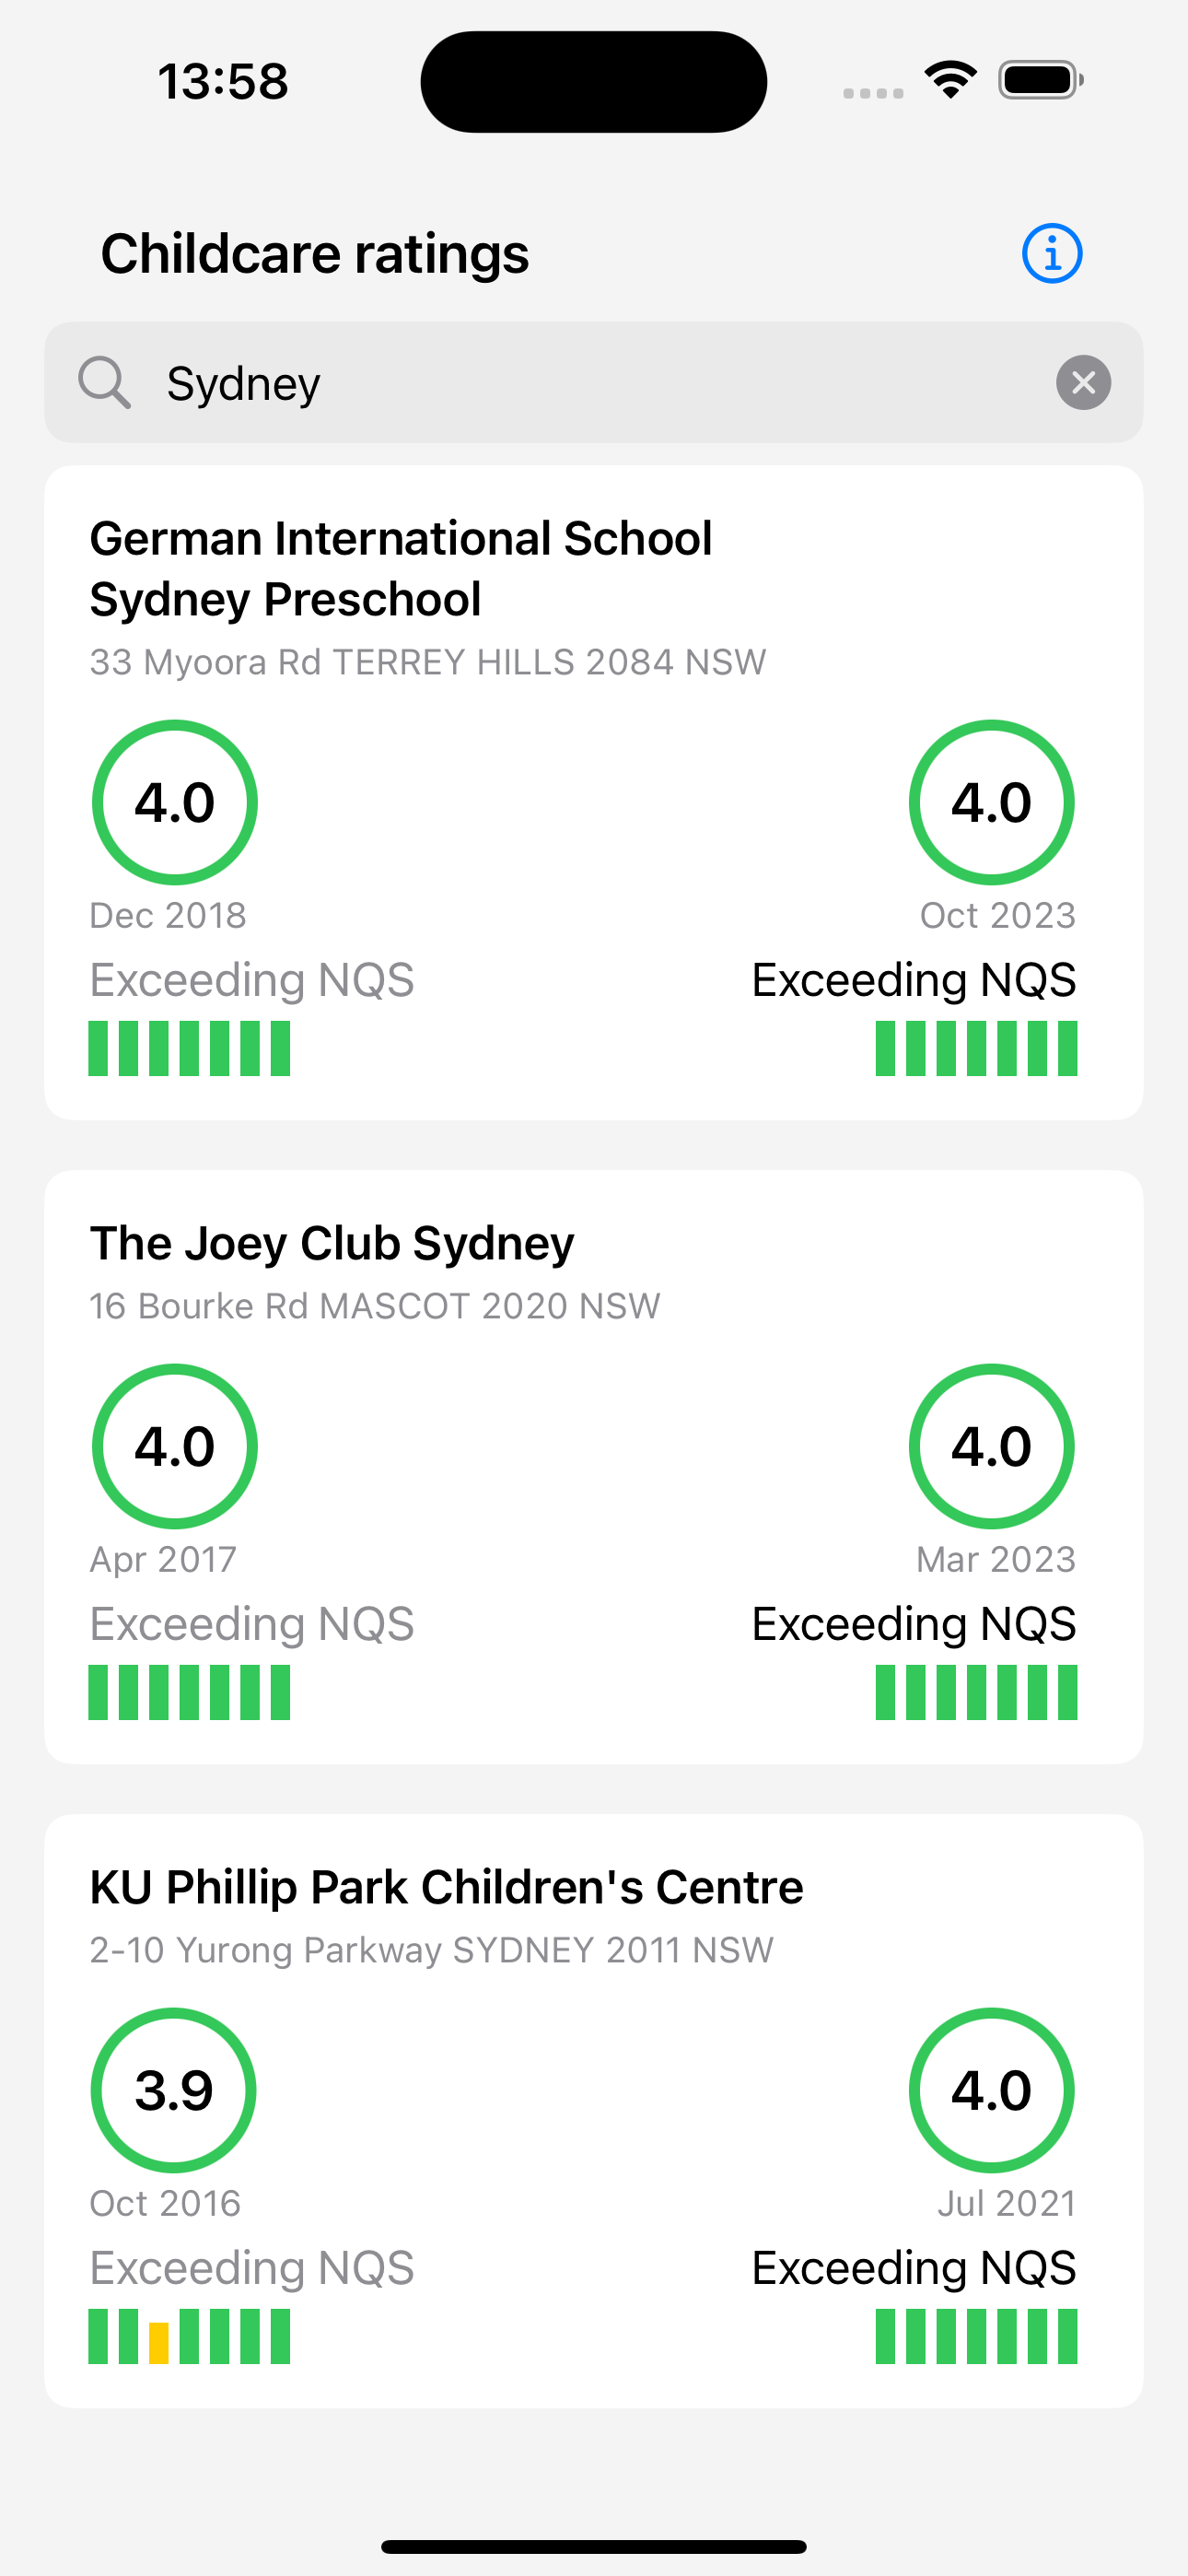 13:58
Childcare ratings
Sydney
German International School
Sydney Preschool
33 Myoora Rd TERREY HILLS 2084 NSW
4.0 4.0
Dec 2018 Oct 2023
Exceeding NQS Exceeding NQS
The Joey Club Sydney
16 Bourke Rd MASCOT 2020 NSW
4.0 4.0
Apr 2017 Mar 2023
Exceeding NQS Exceeding NQS
KU Phillip Park Children's Centre
2-10 Yurong Parkway SYDNEY 2011 NSW
3.9 4.0
Oct 2016 Jul 2021
Exceeding NQS Exceeding NQS